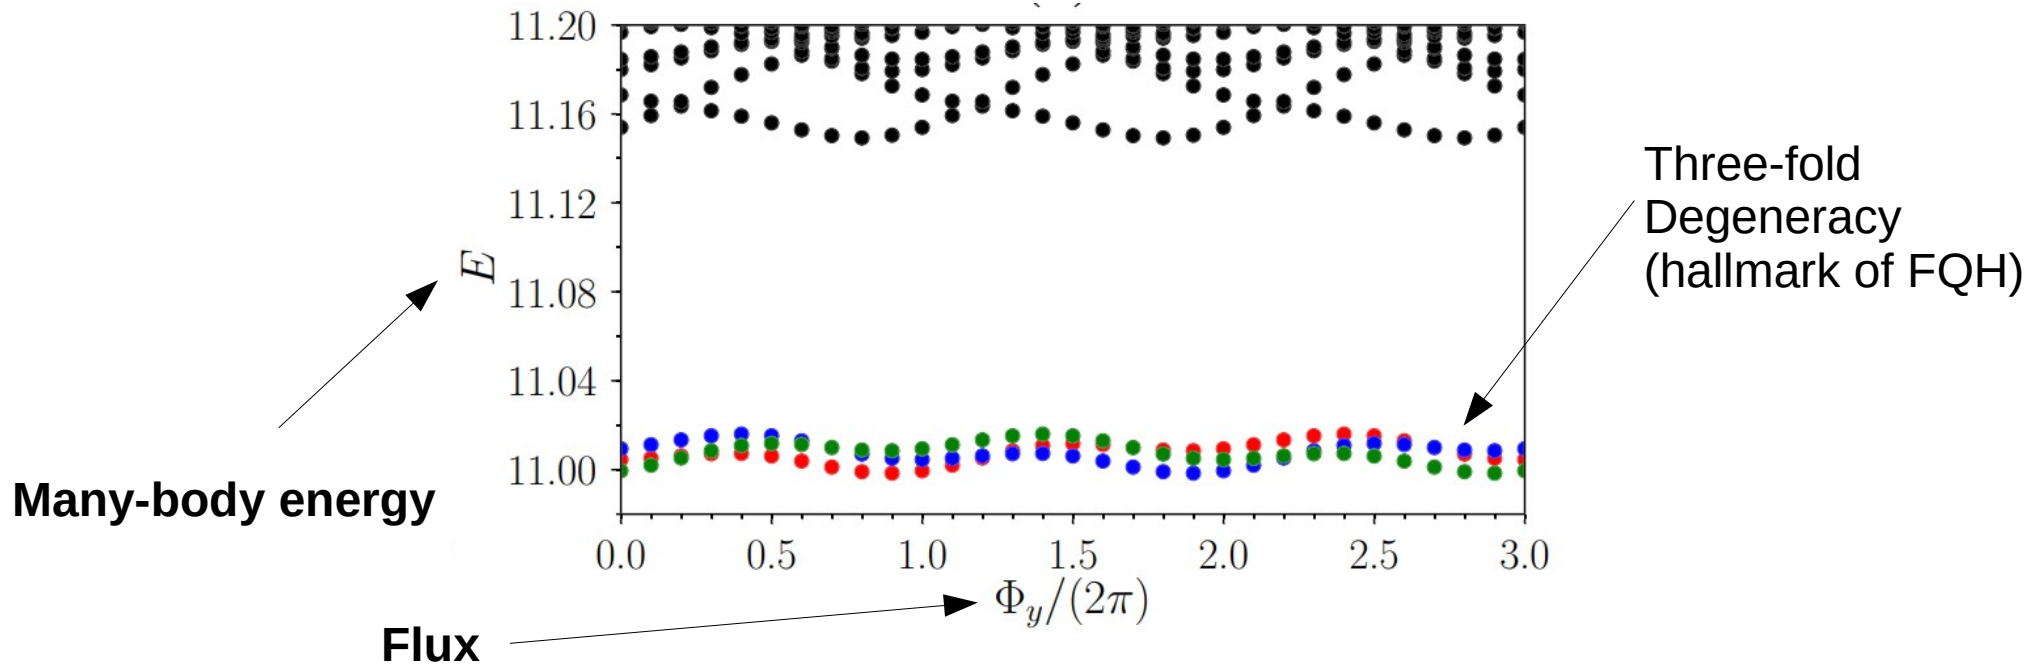 11.20
11.16
11.12
11.08
11.04
11.00
E
0.0 0.5 1.0 1.5 2.0 2.5 3.0
Φy/(2π)
Three-fold
Degeneracy
(hallmark of FQH)
Many-body energy
Flux